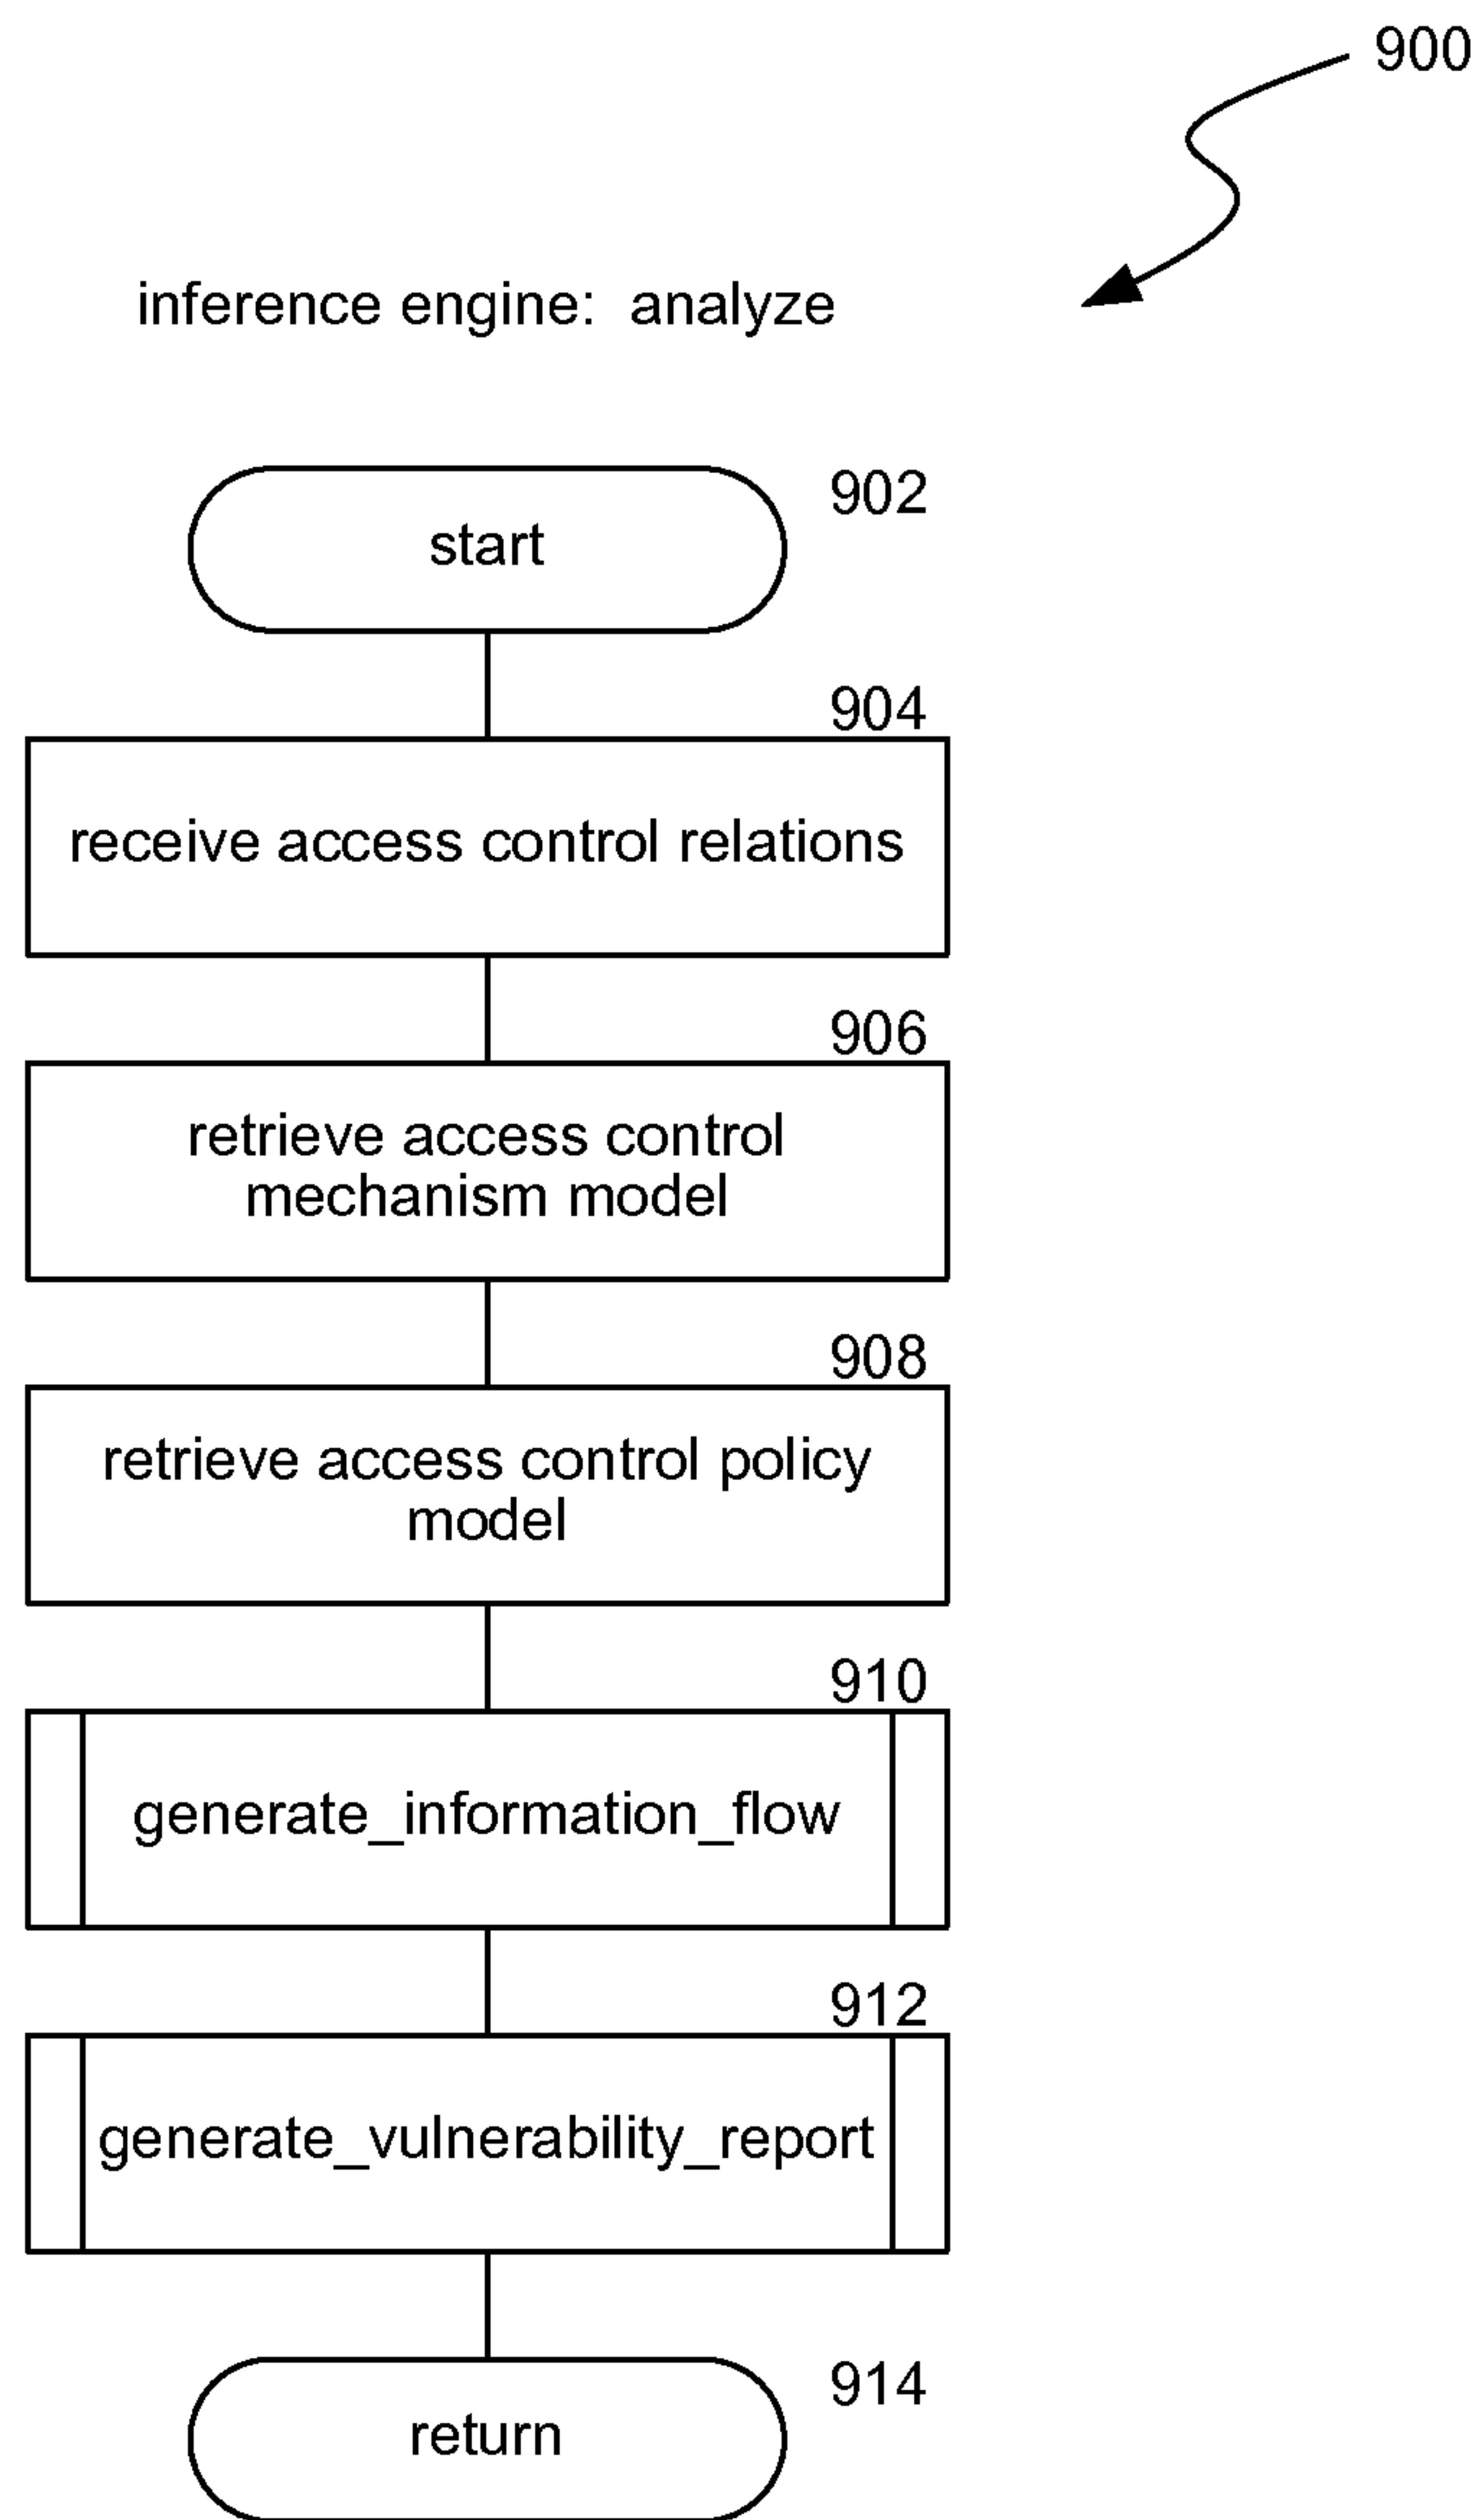 900
inference engine: analyze
902
start
904
receive access control relations
906
retrieve access control
mechanism model
908
retrieve access control policy
model
910
generate_information_flow
912
generate_vulnerability_report
914
return